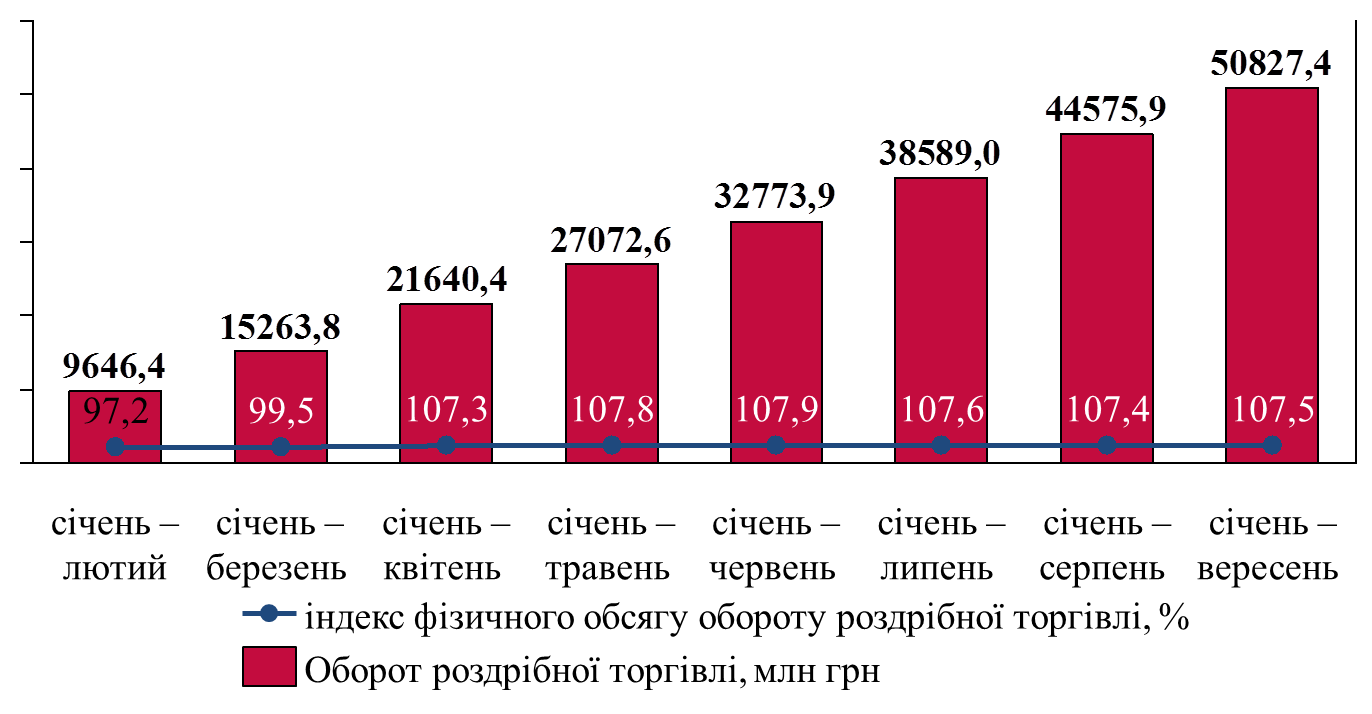 50827,4
44575,9
38589,0
32773,9
27072,6
21640,4
15263,8
9646,4
97,2 99,5 107,3 107,8 107,9 107,6 107,4 107,5
січень – січень – січень – січень – січень – січень – січень – січень –
лютий березень квітень травень червень липень серпень вересень
індекс фізичного обсягу обороту роздрібної торгівлі, %
Оборот роздрібної торгівлі, млн грн